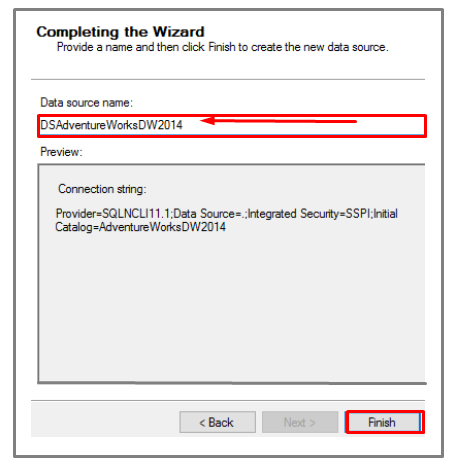 Completing the Wizard
Provide a name and then click Finish to create the new data source.
Data source name:
DSAdventureWorksDW2014
Preview:
Connection string:
Provider=SQLNCLI11.1;Data Source=.;Integrated Security=SSPI;Initial
Catalog=AdventureWorksDW2014
< Back
Next >
Finish